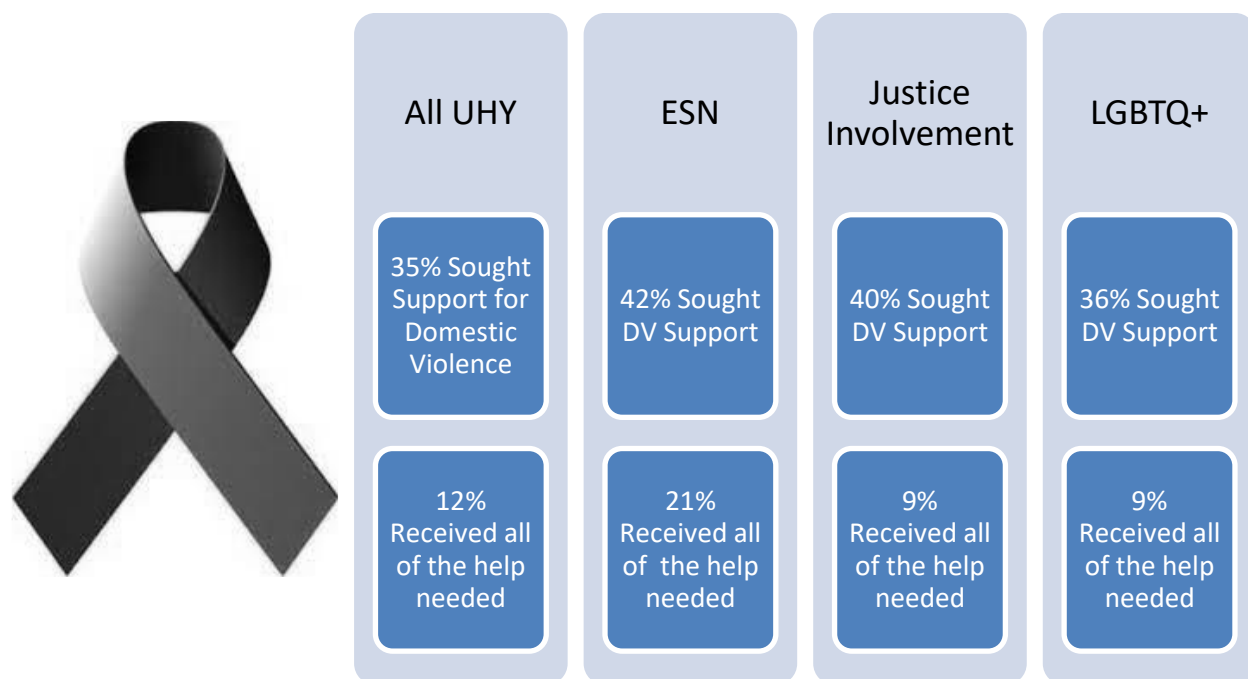 All UHY
35% Sought
Support for
Domestic
Violence
12%
Received all
of the help
needed
ESN
42% Sought
DV Support
21%
Received all
of the help
needed
Justice
Involvement
40% Sought
DV Support
9%
Received all
of the help
needed
LGBTQ+
36% Sought
DV Support
9%
Received all
of the help
needed